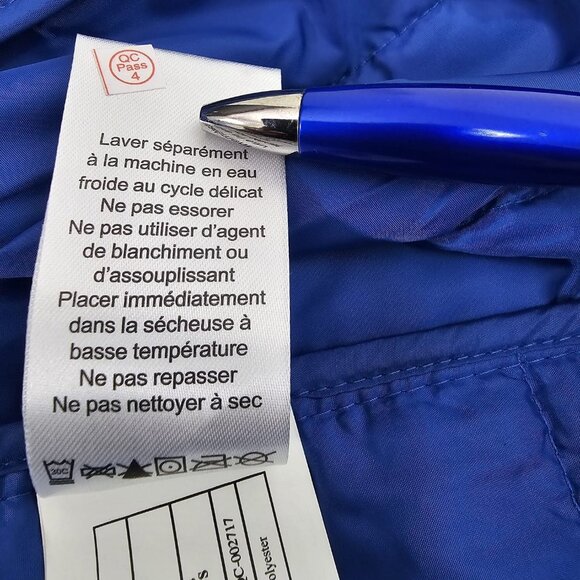 QC
Pass
4
Laver séparément
à la machine en eau
froide au cycle délicat
Ne pas essorer
Ne pas utiliser d'agent
de blanchiment ou
d'assouplissant
Placer immédiatement
dans la sécheuse à
basse température
Ne pas repasser
Ne pas nettoyer à sec
30C
QC-002717